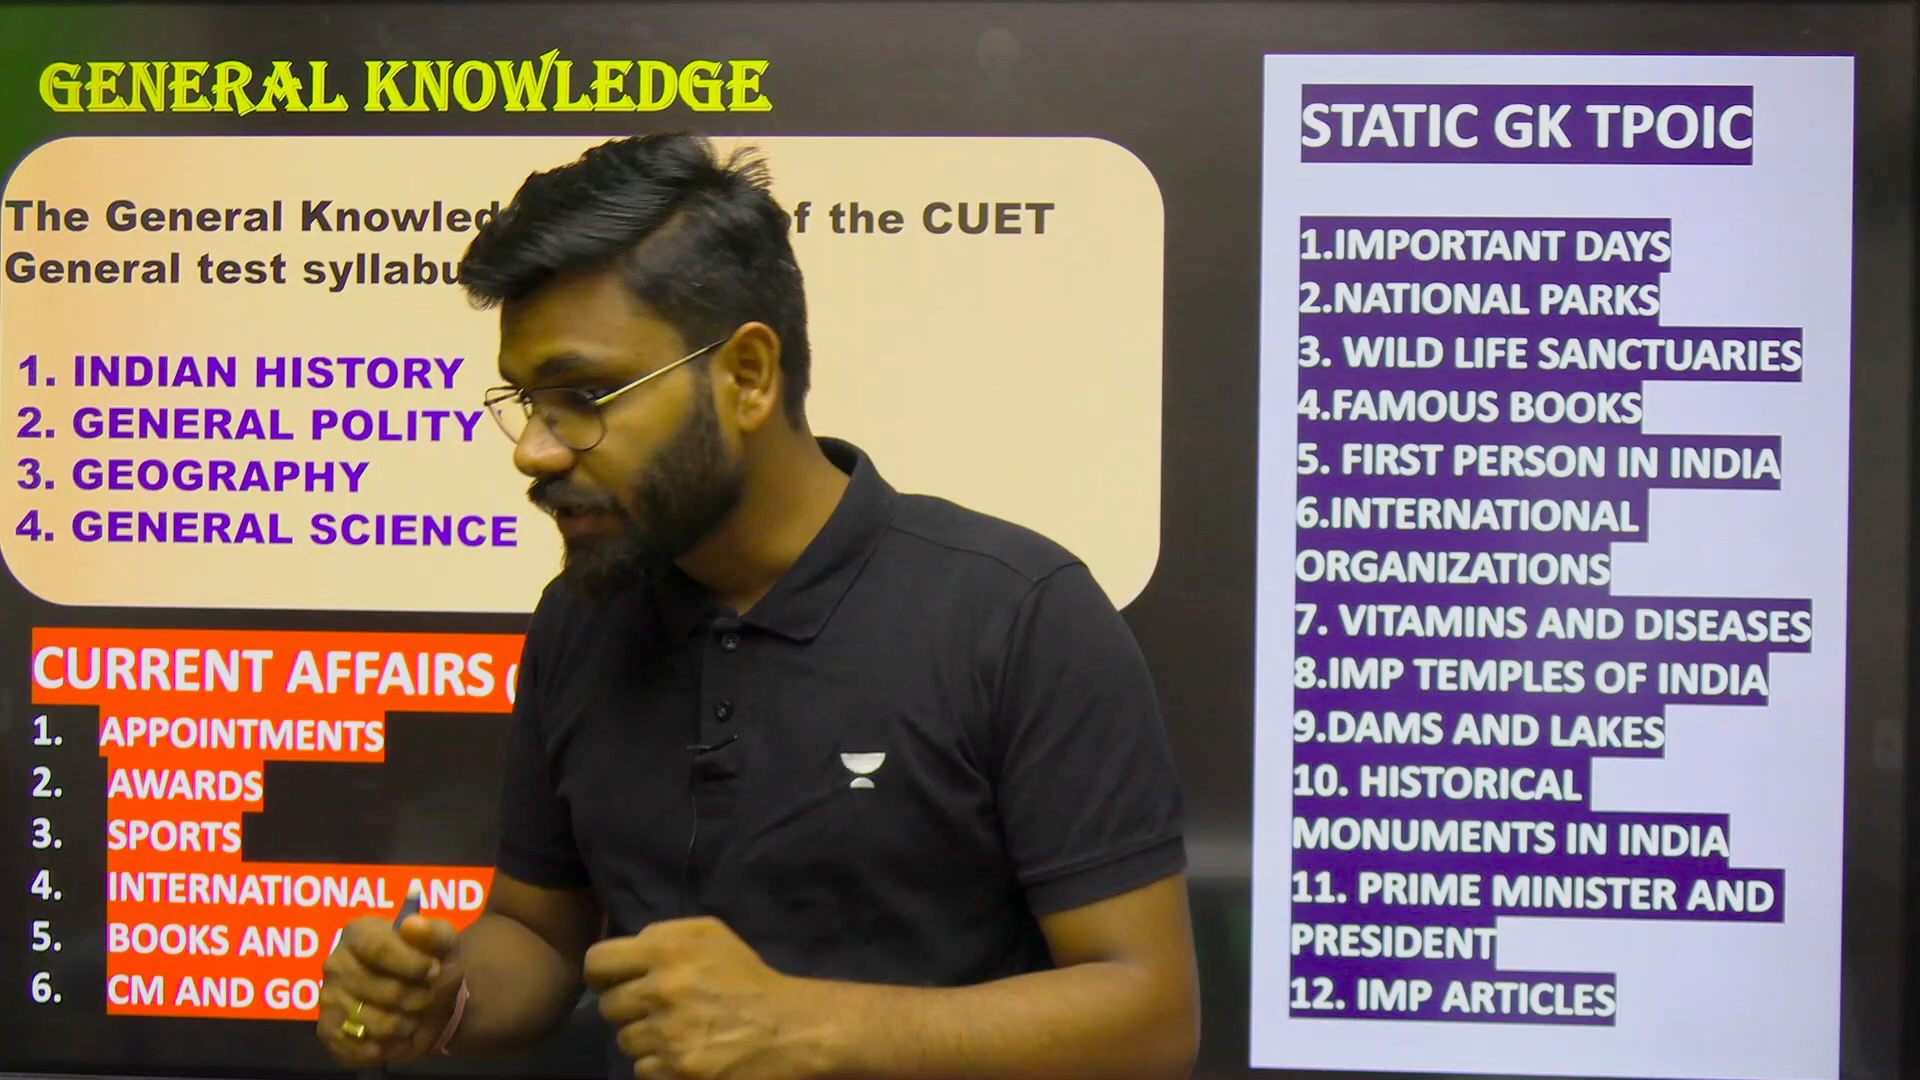 GENERAL KNOWLEDGE
The General of the CUET
General test
1. INDIAN HISTORY
2. GENERAL POLITY
3. GEOGRAPHY
4. GENERAL SCIENCE
CURRENT AFFAIRS (
1. APPOINTMENTS
2. AWARDS
3. SPORTS
4. INTERNATIONAL AND
5. BOOKS AND
6. CM AND
STATIC GK TPOIC
1.IMPORTANT DAYS
2.NATIONAL PARKS
3. WILD LIFE SANCTUARIES
4.FAMOUS BOOKS
5. FIRST PERSON IN INDIA
6.INTERNATIONAL
ORGANIZATIONS
7. VITAMINS AND DISEASES
8.IMP TEMPLES OF INDIA
9.DAMS AND LAKES
10. HISTORICAL
MONUMENTS IN INDIA
11. PRIME MINISTER AND
PRESIDENT
12. IMP ARTICLES